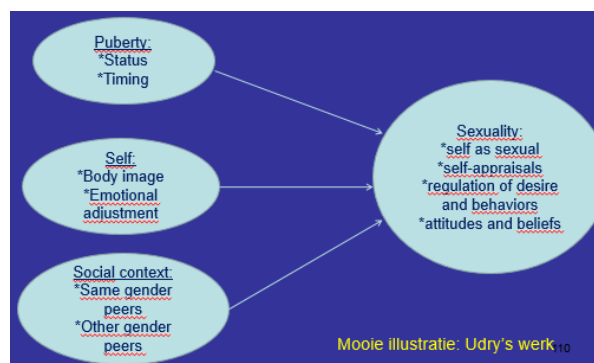 Puberty:
*Status
*Timing
Self:
*Body image
*Emotional
adjustment
Social context:
*Same gender
peers
*Other gender
peers
Sexuality:
*self as sexual
*self-appraisals
*regulation of desire
and behaviors
*attitudes and beliefs
Mooie illustratie: Udry's werk
110